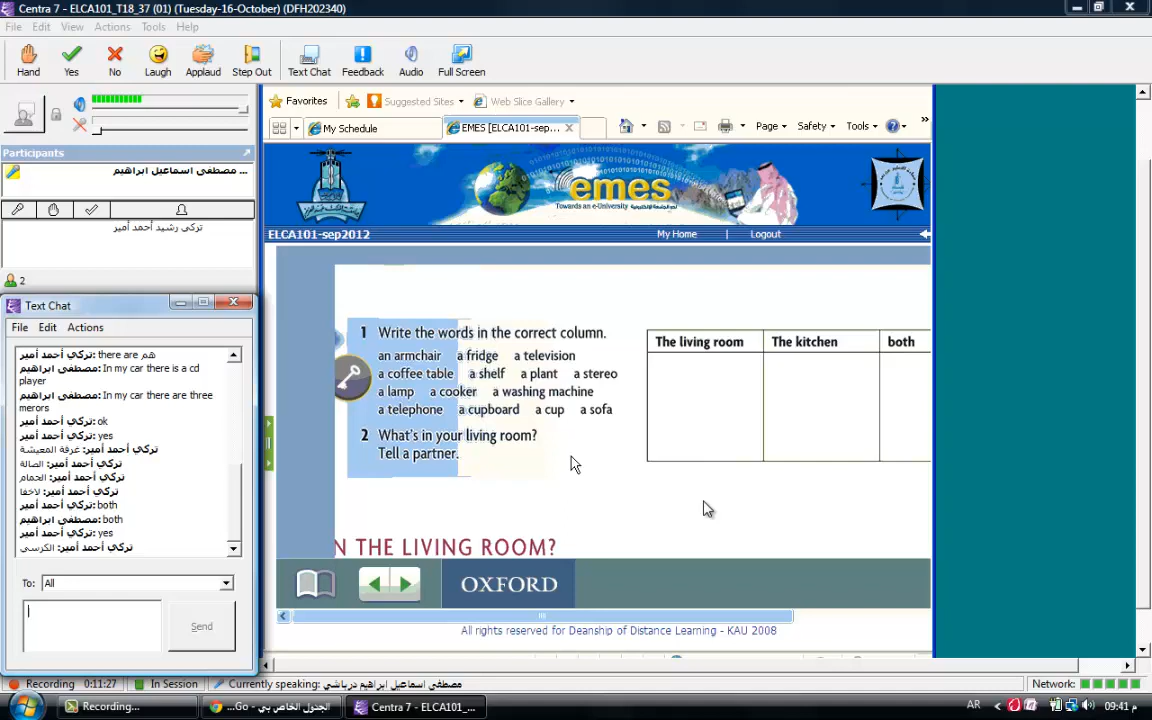 Centra 7 - ELCA101_T18_37 (01) (Tuesday-16-October) (DFH202340)
File Edit View Actions Tools Help
Hand Yes No Laugh Applaud Step Out Text Chat Feedback Audio Full Screen
Participants
مصطفى اسماعيل ابراهيم ...
تركي رشيد أحمد أمير
2
Text Chat
File Edit Actions
تركي أحمد أمير: there are هم
مصطفى ابراهيم: In my car there is a cd
player
مصطفى ابراهيم: In my car there are three
merors
تركي أحمد أمير: ok
تركي أحمد أمير: yes
تركي أحمد أمير: غرفة المعيشة
تركي أحمد أمير: الصالة
تركي أحمد أمير: الحمام
تركي أحمد أمير: لاخفا
تركي أحمد أمير: both
مصطفى ابراهيم: both
تركي أحمد أمير: yes
تركي أحمد أمير: الكرسي
To: All
Send
Favorites Suggested Sites Web Slice Gallery
My Schedule EMES [ELCA101-sep... Page Safety Tools
emes
Towards an e-University
ELCA101-sep2012 My Home | Logout
1 Write the words in the correct column.
an armchair a fridge a television
a coffee table a shelf a plant a stereo
a lamp a cooker a washing machine
a telephone a cupboard a cup a sofa
2 What's in your living room?
Tell a partner.
The living room The kitchen both
N THE LIVING ROOM?
OXFORD
All rights reserved for Deanship of Distance Learning - KAU 2008
Recording 0:11:27 In Session Currently speaking: مصطفى اسماعيل ابراهيم درباشي Network:
Recording... الجدول الخاص بي - Go... Centra 7 - ELCA101_... AR 09:41 م